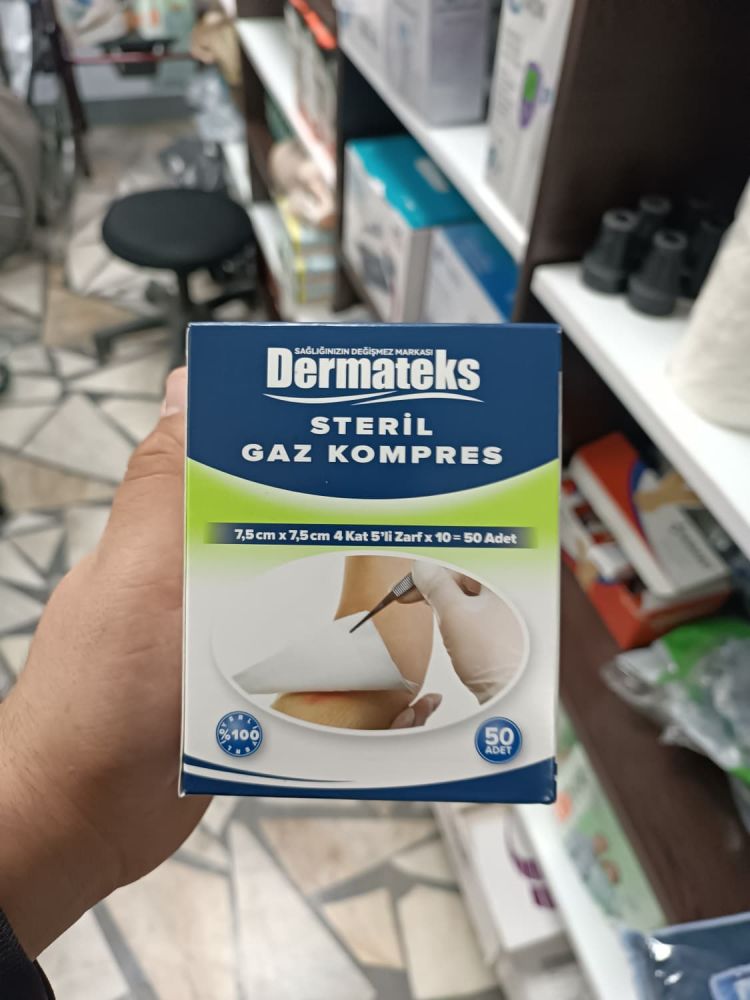 SAĞLIĞINIZIN DEĞİŞMEZ MARKASI
Dermateks
STERİL
GAZ KOMPRES
7,5 cm x 7,5 cm 4 Kat 5'li Zarf x 10 = 50 Adet
YERLİ
%100
50
ADET